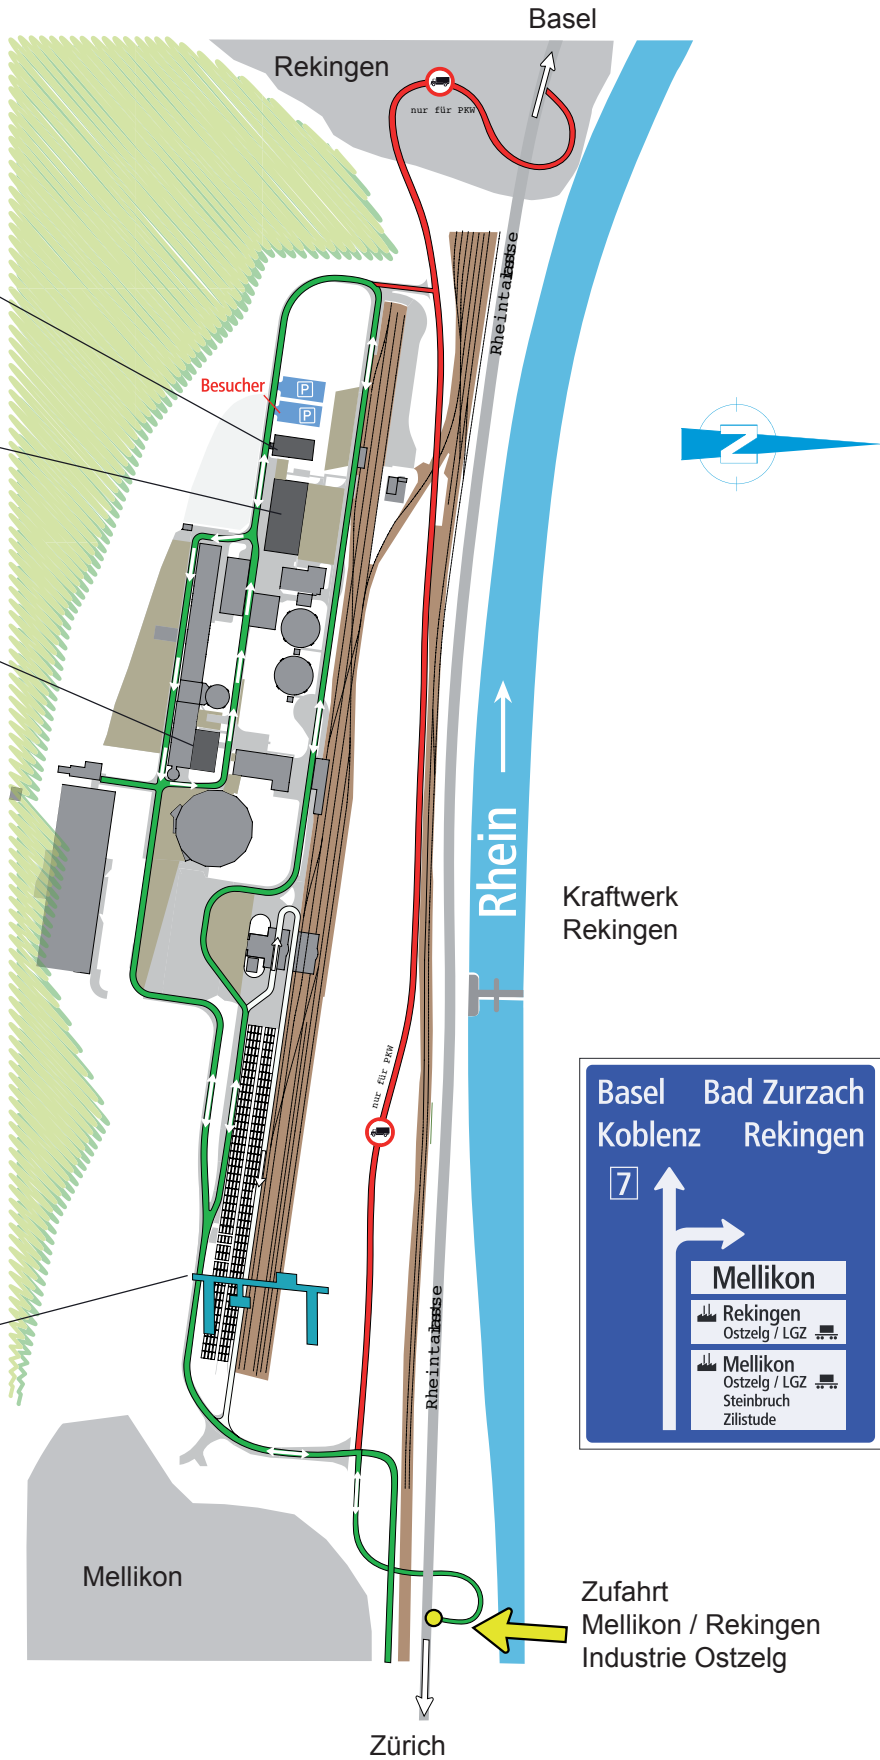 Basel
Rekingen
nur für PKW
Rheintalstrasse
Besucher
P
P
N
Rhein
Kraftwerk
Rekingen
nur für PKW
Basel Bad Zurzach
Koblenz Rekingen
7
Mellikon
Rekingen
Ostzelg / LGZ
Mellikon
Ostzelg / LGZ
Steinbruch
Zilistude
Rheintalstrasse
Mellikon
Zufahrt
Mellikon / Rekingen
Industrie Ostzelg
Zürich